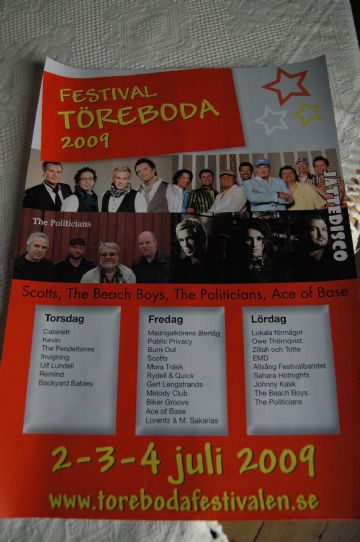 FESTIVAL
TÖREBODA
2009
JÄTTEDISCO
The Politicians
Scotts, The Beach Boys, The Politicians, Ace of Base
Torsdag
Cabinett
Kevin
The Pendeltones
Invigning
Ulf Lundell
Remind
Backyard Babies
Fredag
Madrigalkörens återtåg
Public Privacy
Burn Out
Scotts
Mora Träsk
Rydell & Quick
Gert Lengstrands
Melody Club
Biker Groove
Ace of Base
Lorentz & M. Sakarias
Lördag
Lokala förmågor
Owe Thörnqvist
Zillah och Totte
EMD
Allsång Festivalbandet
Sahara Hotnights
Johnny Kask
The Beach Boys
The Politicians
2-3-4 juli 2009
www.torebodafestivalen.se